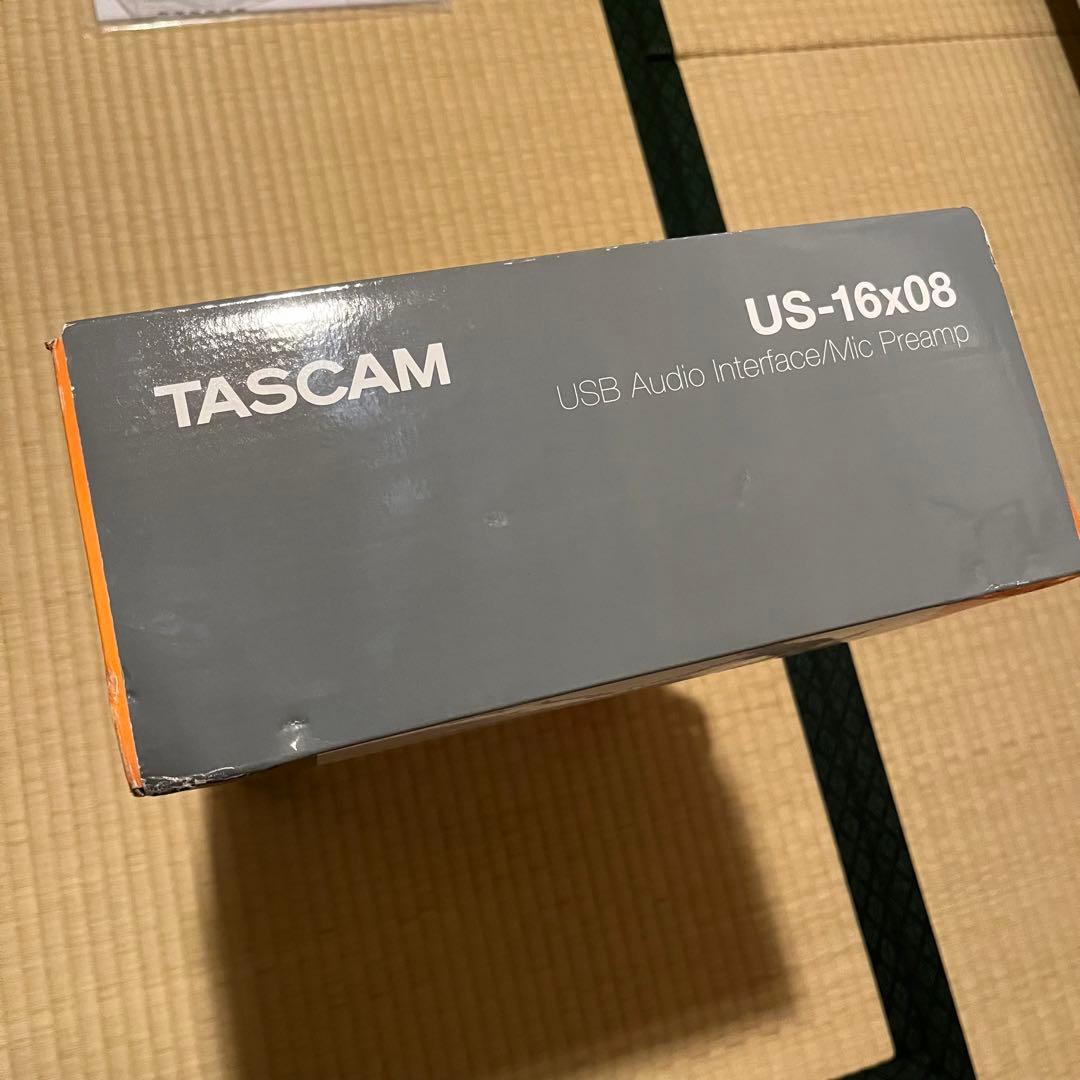 TASCAM
US-16x08
USB Audio Interface/Mic Preamp